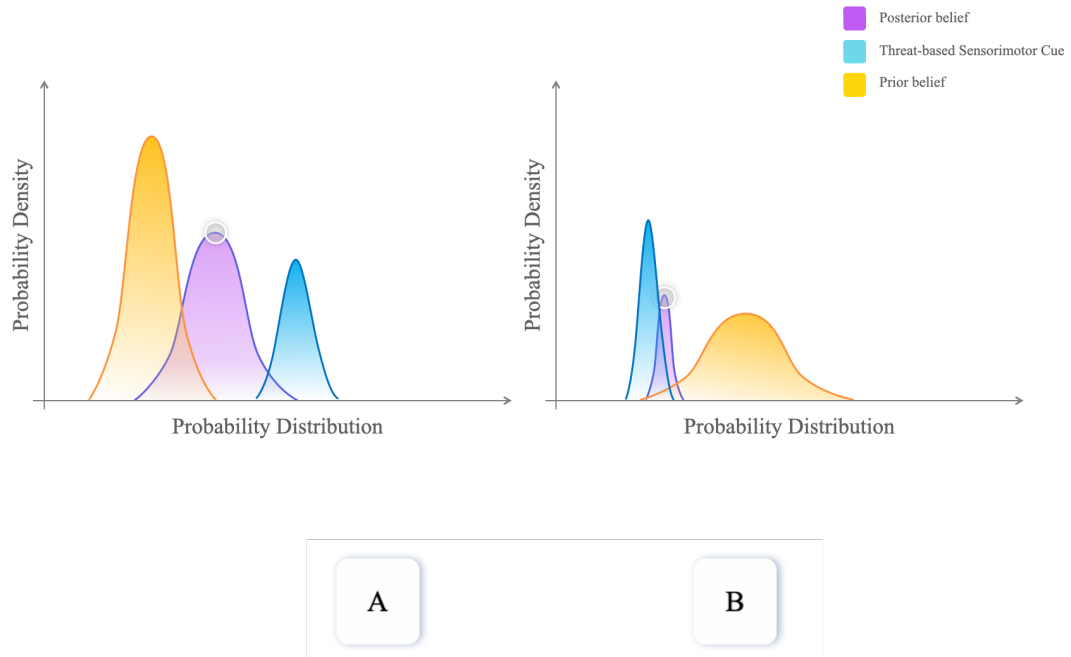 Posterior belief
Threat-based Sensorimotor Cue
Prior belief
Probability Density
Probability Distribution
Probability Density
Probability Distribution
A
B